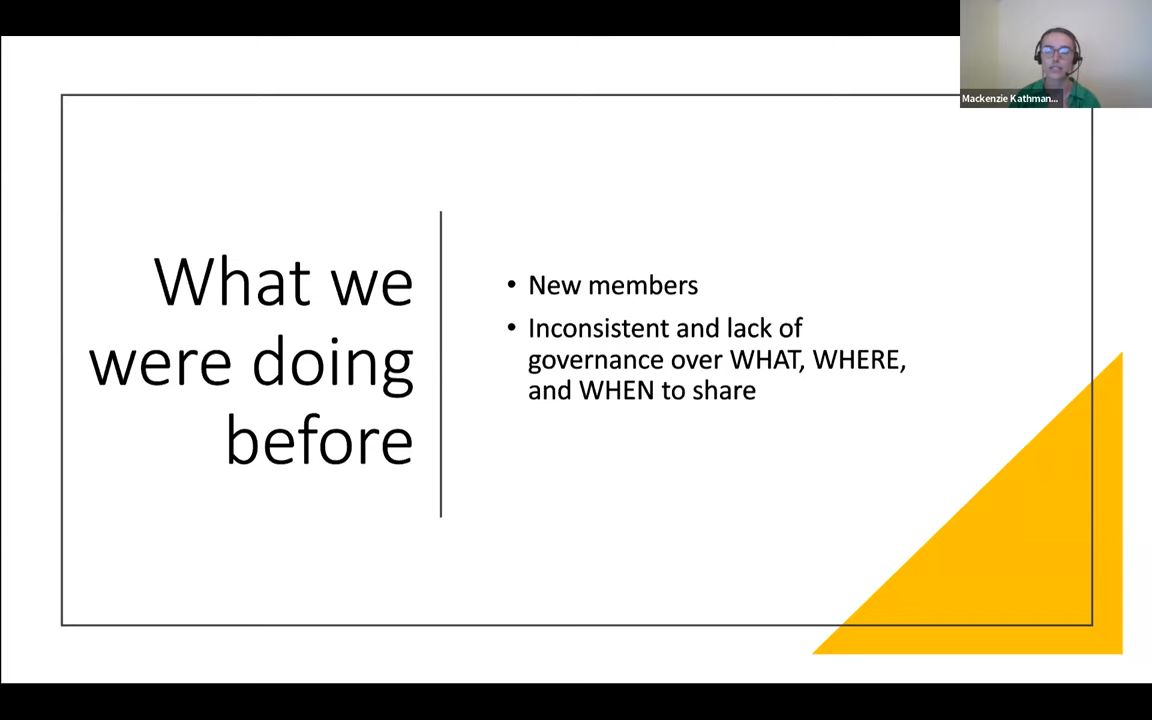 Mackenzie Kathman...
What we
were doing
before
• New members
• Inconsistent and lack of
governance over WHAT, WHERE,
and WHEN to share